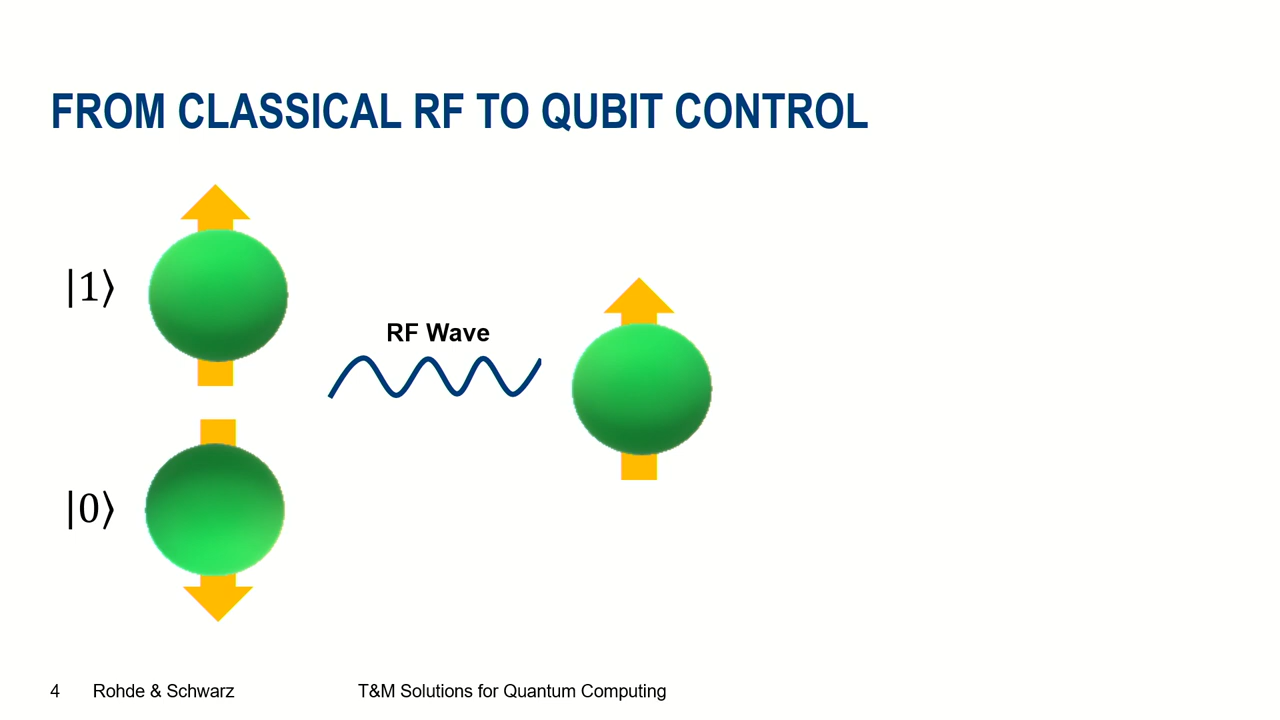 FROM CLASSICAL RF TO QUBIT CONTROL
|1⟩
RF Wave
|0⟩
4 Rohde & Schwarz T&M Solutions for Quantum Computing